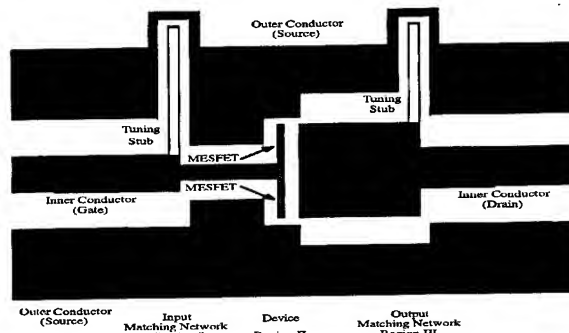 Outer Conductor
(Source)
Tuning
Stub
Tuning
Stub
MESFET
MESFET
Inner Conductor
(Gate)
Inner Conductor
(Drain)
Outer Conductor
(Source)
Input
Matching Network
Device
Output
Matching Network